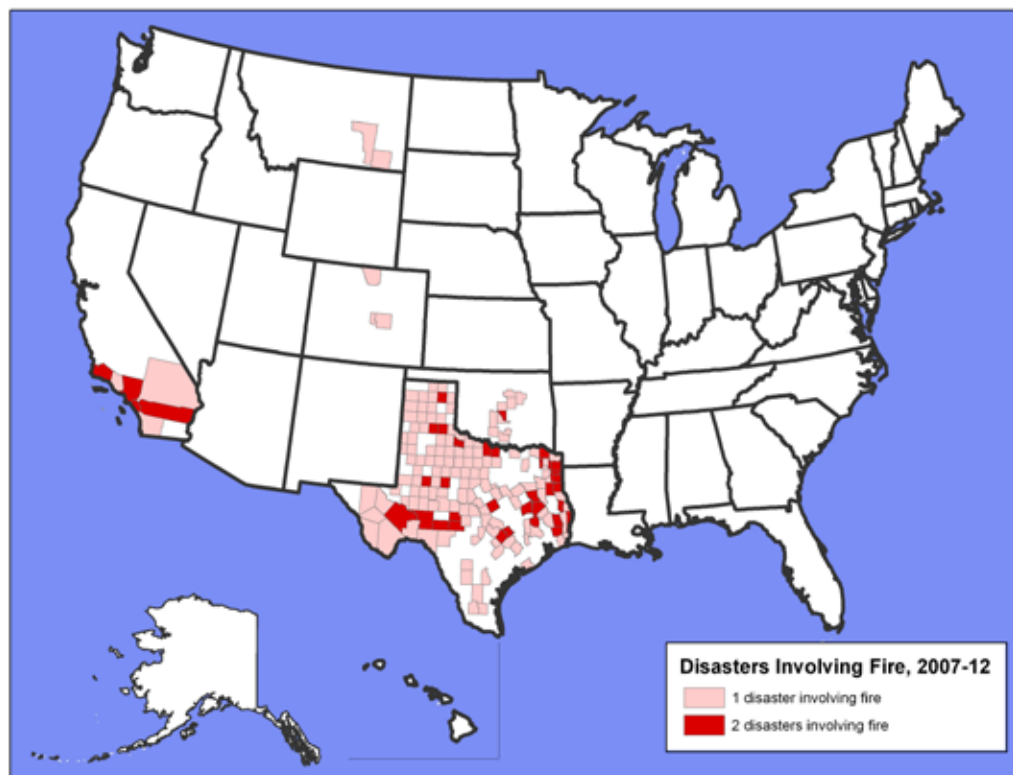 Disasters Involving Fire, 2007-12
1 disaster involving fire
2 disasters involving fire